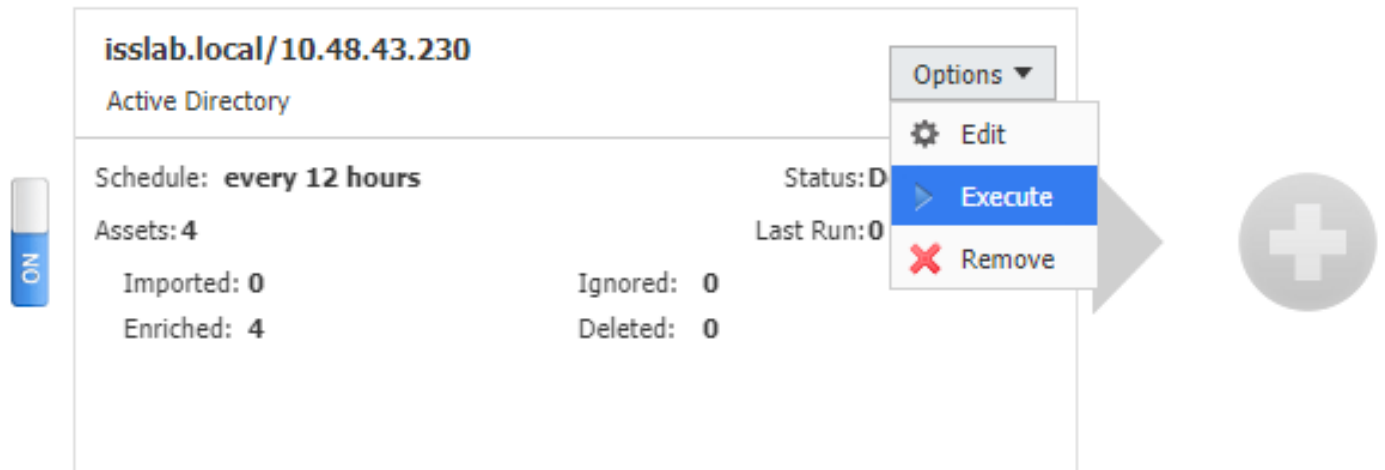 isslab.local/10.48.43.230
Options
Active Directory
Edit
Schedule: every 12 hours
Status: D
Execute
Assets: 4
Last Run: 0
Remove
Imported: 0
Ignored: 0
Enriched: 4
Deleted: 0
ON